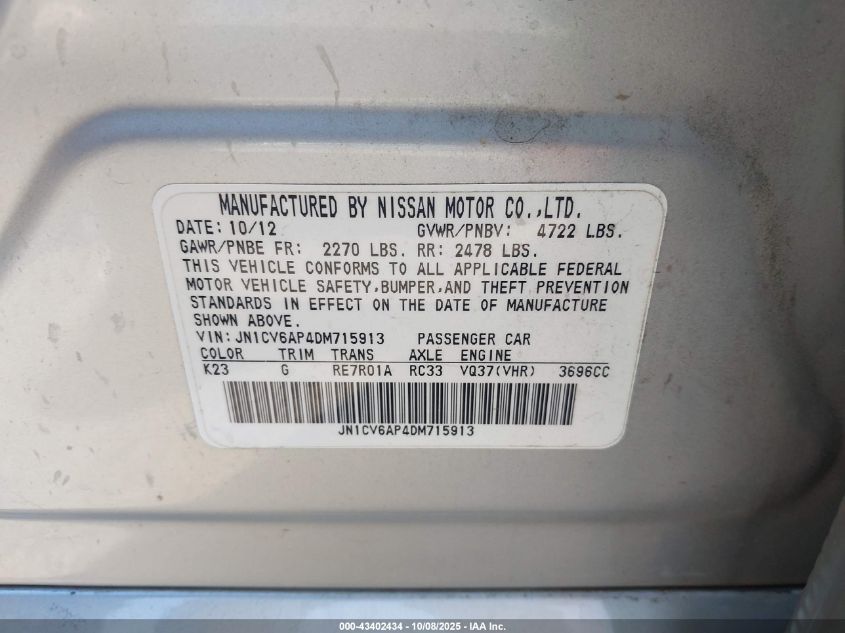 MANUFACTURED BY NISSAN MOTOR CO.,LTD.
DATE: 10/12 GVWR/PNBV: 4722 LBS.
GAWR/PNBE FR: 2270 LBS. RR: 2478 LBS.
THIS VEHICLE CONFORMS TO ALL APPLICABLE FEDERAL
MOTOR VEHICLE SAFETY,BUMPER,AND THEFT PREVENTION
STANDARDS IN EFFECT ON THE DATE OF MANUFACTURE
SHOWN ABOVE.
VIN: JN1CV6AP4DM715913 PASSENGER CAR
COLOR TRIM TRANS AXLE ENGINE
K23 G RE7R01A RC33 VQ37(VHR) 3696CC
JN1CV6AP4DM715913
000-43402434 - 10/08/2025 - IAA Inc.